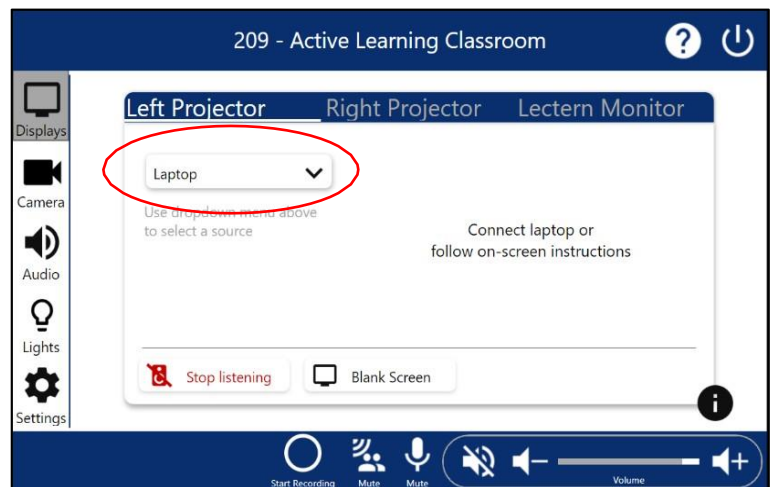 209 - Active Learning Classroom
?
Displays
Camera
Audio
Lights
Settings
Left Projector Right Projector Lectern Monitor
Laptop
Use dropdown menu above
to select a source
Connect laptop or
follow on-screen instructions
Stop listening Blank Screen
i
Start Recording Mute Mute Volume